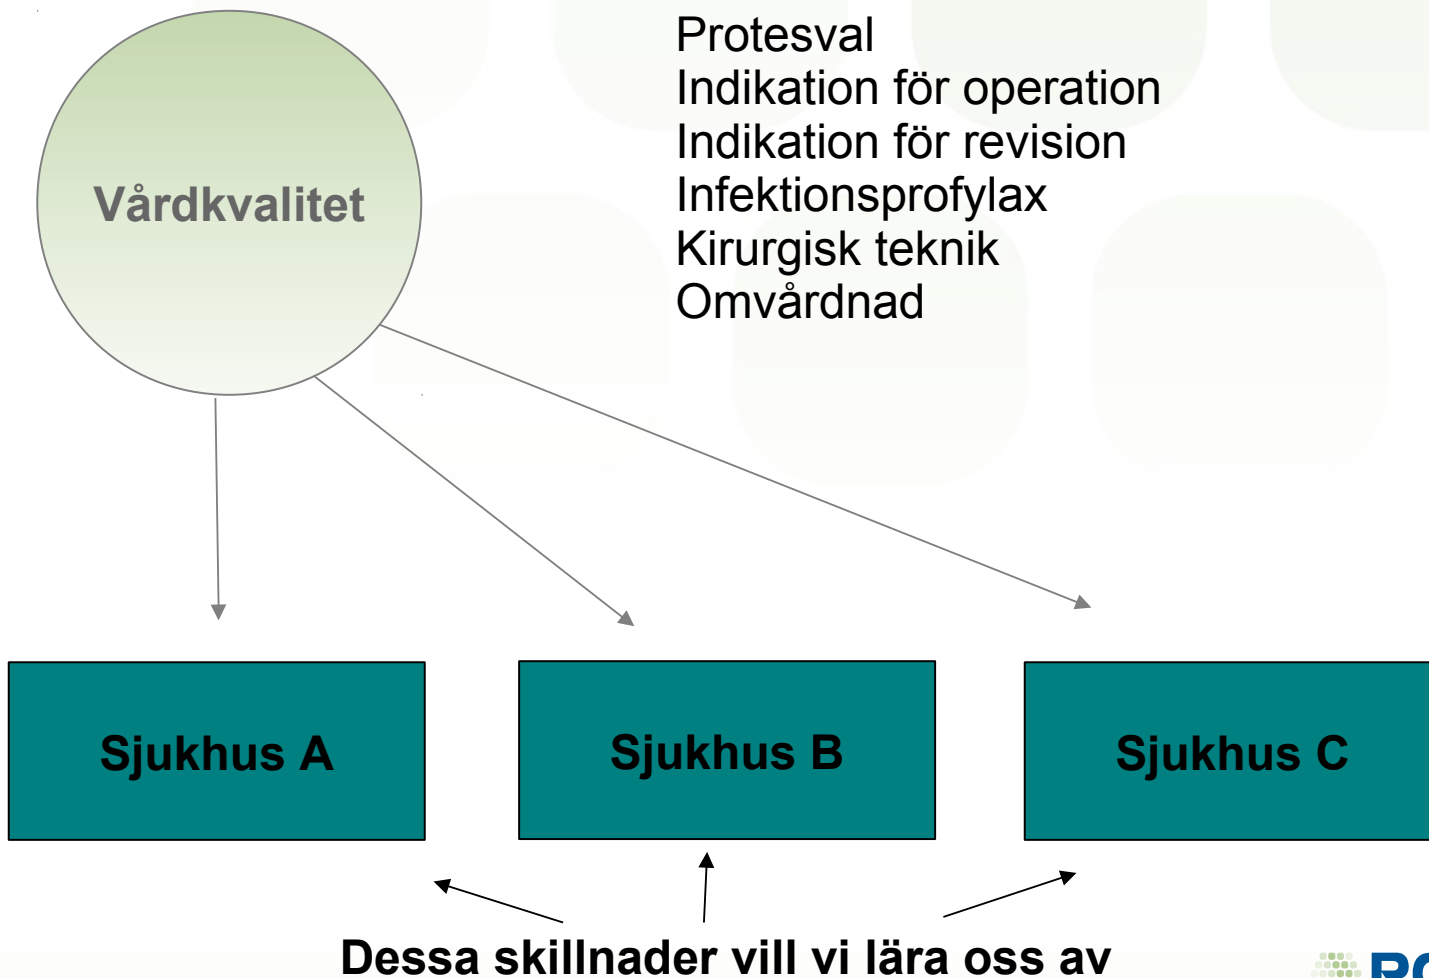 Protesval
Indikation för operation
Indikation för revision
Infektionsprofylax
Kirurgisk teknik
Omvårdnad
Vårdkvalitet
Sjukhus A
Sjukhus B
Sjukhus C
Dessa skillnader vill vi lära oss av